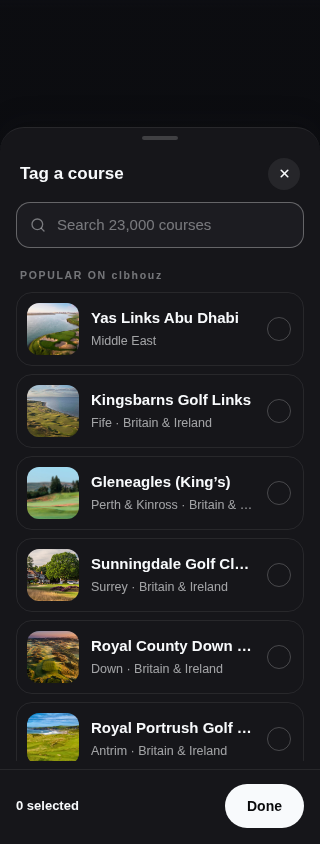 Tag a course
Search 23,000 courses
POPULAR ON clbhouz
Yas Links Abu Dhabi
Middle East
Kingsbarns Golf Links
Fife · Britain & Ireland
Gleneagles (King's)
Perth & Kinross · Britain & …
Sunningdale Golf Cl…
Surrey · Britain & Ireland
Royal County Down …
Down · Britain & Ireland
Royal Portrush Golf …
Antrim · Britain & Ireland
0 selected
Done